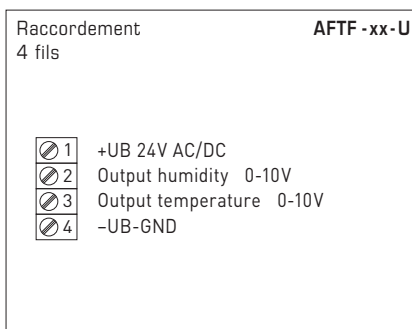 Raccordement AFTF-xx-U
4 fils
1 +UB 24V AC/DC
2 Output humidity 0-10V
3 Output temperature 0-10V
4 –UB-GND